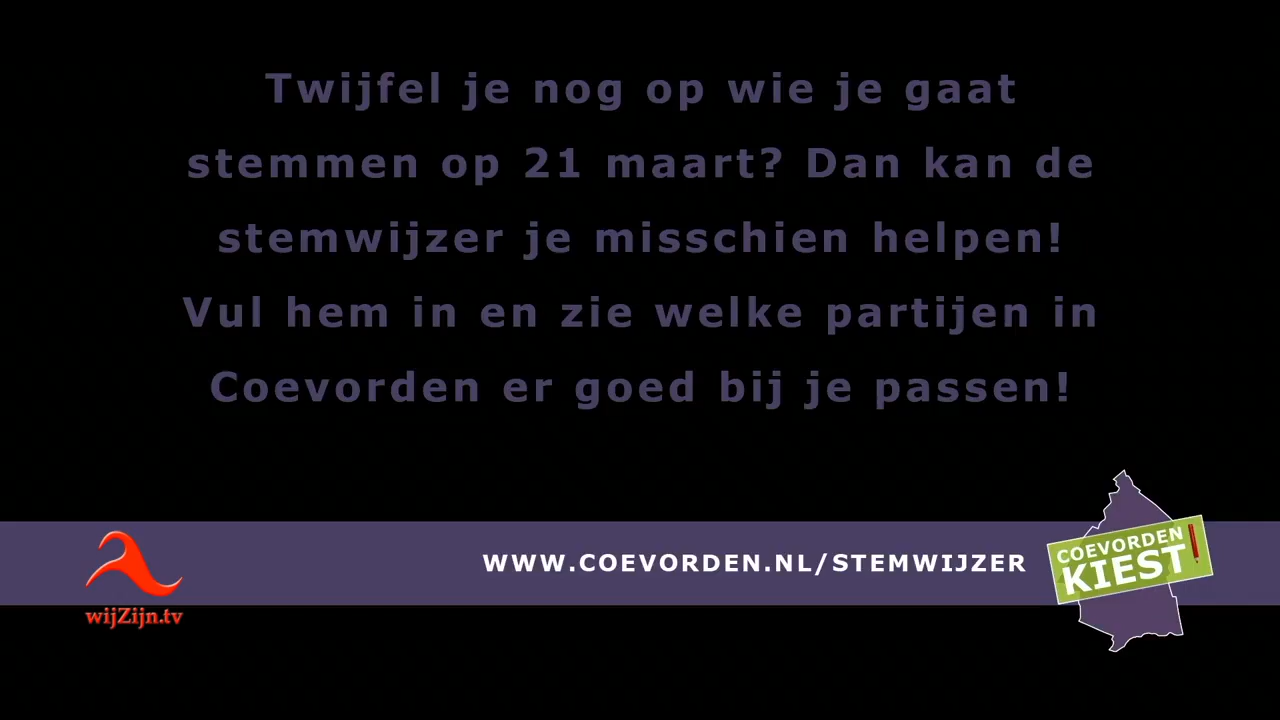 Twijfel je nog op wie je gaat
stemmen op 21 maart? Dan kan de
stemwijzer je misschien helpen!
Vul hem in en zie welke partijen in
Coevorden er goed bij je passen!
WWW.COEVORDEN.NL/STEMWIJZER
COEVORDEN
KIEST!
wijZijn.tv